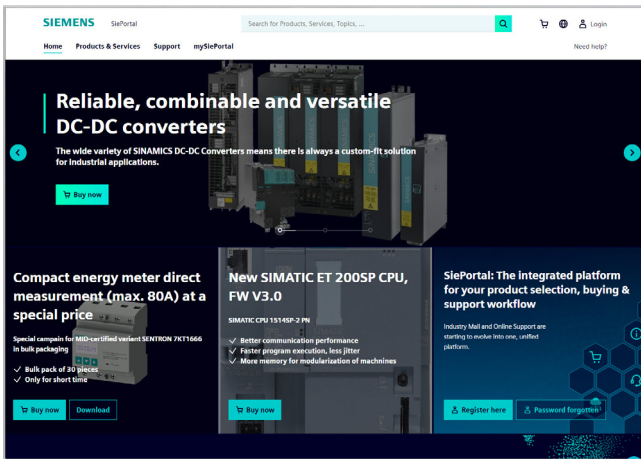 SIEMENS
SiePortal
Search for Products, Services, Topics, ...
Login
Home
Products & Services
Support
mySiePortal
Need help?
Reliable, combinable and versatile
DC-DC converters
The wide variety of SINAMICS DC-DC Converters means there is always a custom-fit solution
for industrial applications.
Buy now
Compact energy meter direct
measurement (max. 80A) at a
special price
Special campain for MID-certified variant SENTRON 7KT1666
in bulk packaging
Bulk pack of 30 pieces
Only for short time
Buy now
Download
New SIMATIC ET 200SP CPU,
FW V3.0
SIMATIC CPU 1514SP-2 PN
Better communication performance
Faster program execution, less jitter
More memory for modularization of machnines
Buy now
SiePortal: The integrated platform
for your product selection, buying &
support workflow
Industry Mall and Online Support are
starting to evolve into one, unified
platform.
Register here
Password forgotten